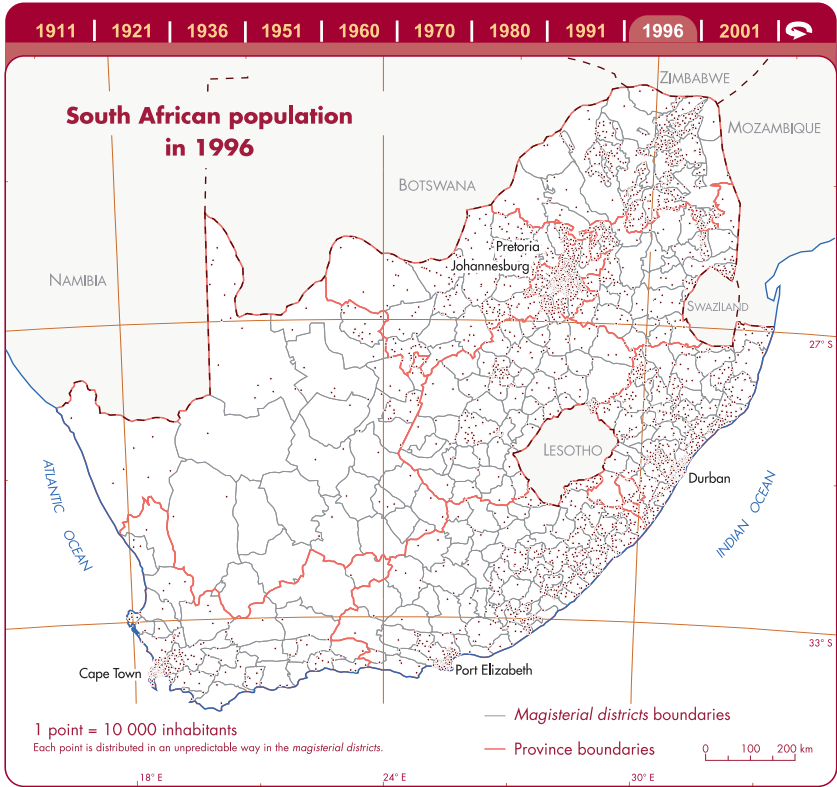 1911 | 1921 | 1936 | 1951 | 1960 | 1970 | 1980 | 1991 | 1996 | 2001 |
ZIMBABWE
South African population
in 1996
MOZAMBIQUE
BOTSWANA
Pretoria
Johannesburg
NAMIBIA
SWAZILAND
27° S
LESOTHO
Durban
ATLANTIC OCEAN
INDIAN OCEAN
33° S
Cape Town
Port Elizabeth
1 point = 10 000 inhabitants
Each point is distributed in an unpredictable way in the magisterial districts.
Magisterial districts boundaries
Province boundaries
0 100 200 km
18° E
24° E
30° E